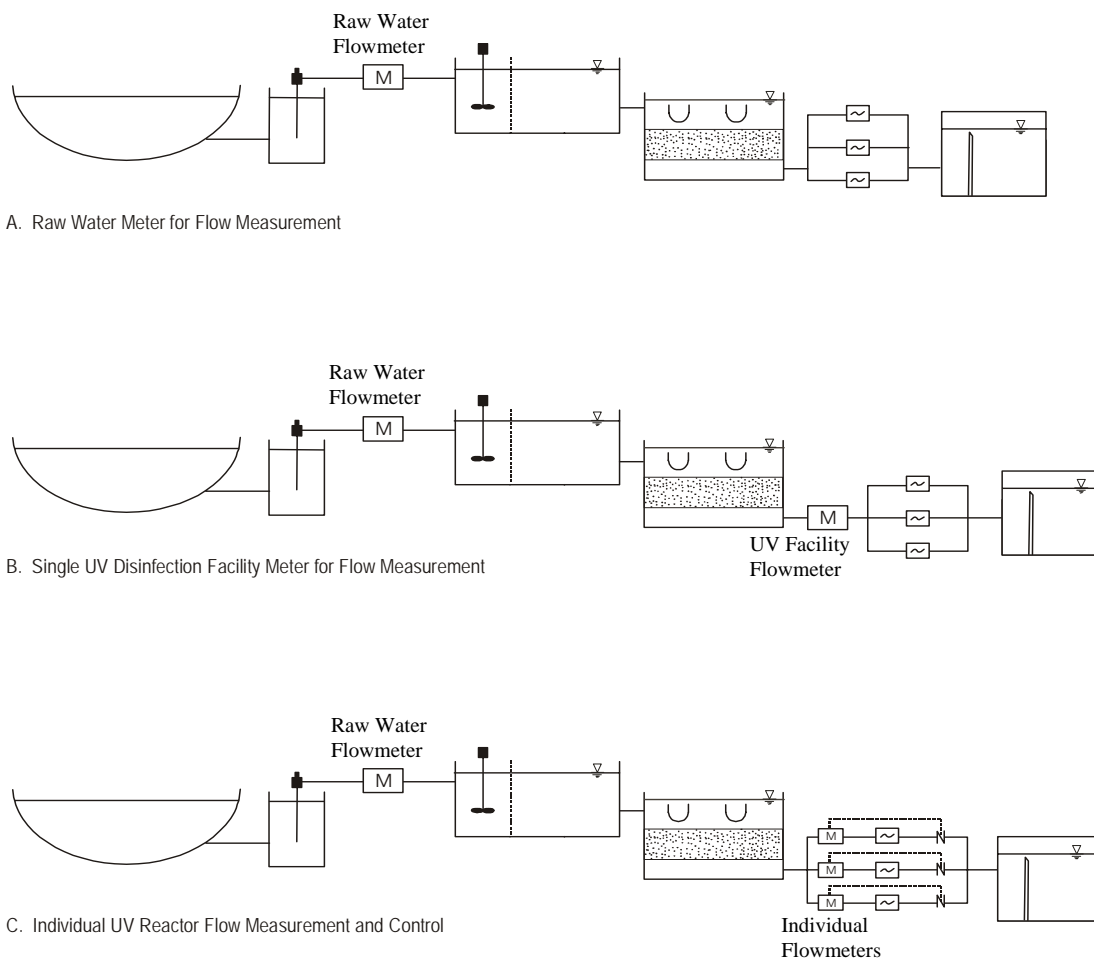 Raw Water
Flowmeter
M
A. Raw Water Meter for Flow Measurement
Raw Water
Flowmeter
M
M
UV Facility
Flowmeter
B. Single UV Disinfection Facility Meter for Flow Measurement
Raw Water
Flowmeter
M
M
M
M
Individual
Flowmeters
C. Individual UV Reactor Flow Measurement and Control